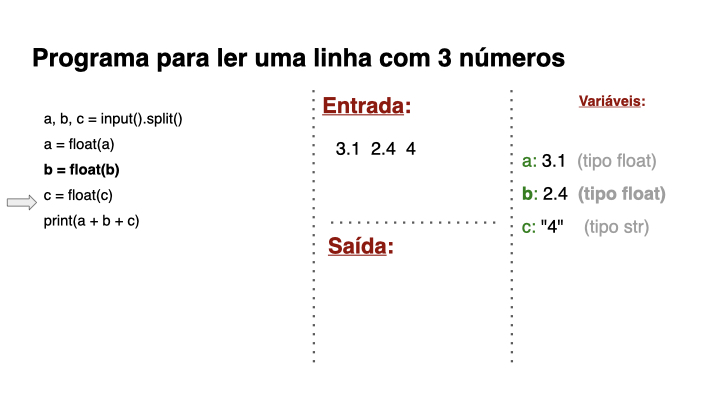 Programa para ler uma linha com 3 números
a, b, c = input().split()
a = float(a)
b = float(b)
c = float(c)
print(a + b + c)
Entrada:
3.1 2.4 4
Saída:
Variáveis:
a: 3.1 (tipo float)
b: 2.4 (tipo float)
c: "4" (tipo str)